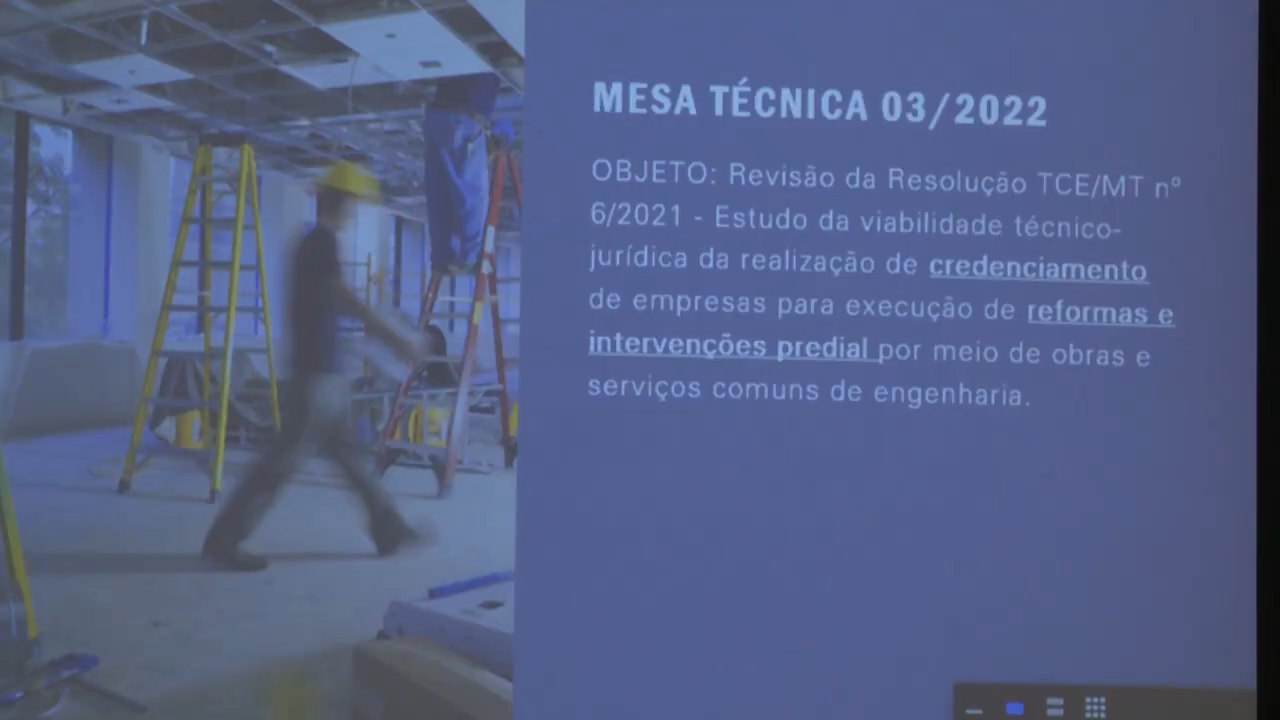 MESA TÉCNICA 03/2022
OBJETO: Revisão da Resolução TCE/MT nº
6/2021 - Estudo da viabilidade técnico-
jurídica da realização de credenciamento
de empresas para execução de reformas e
intervenções predial por meio de obras e
serviços comuns de engenharia.